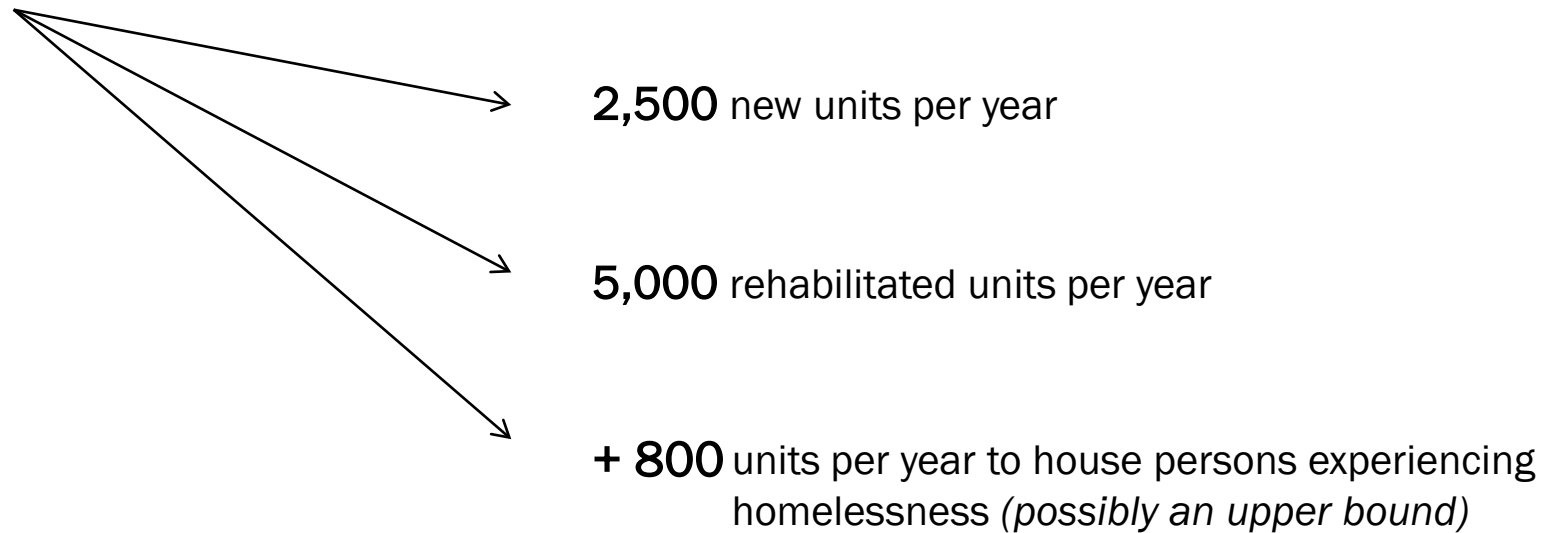 2,500 new units per year
5,000 rehabilitated units per year
+ 800 units per year to house persons experiencing
homelessness (possibly an upper bound)